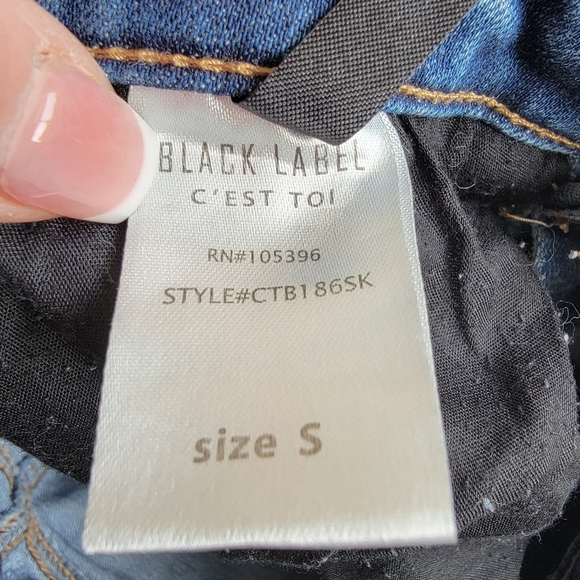 BLACK LABEL
C'EST TOI
RN#105396
STYLE#CTB186SK
size S